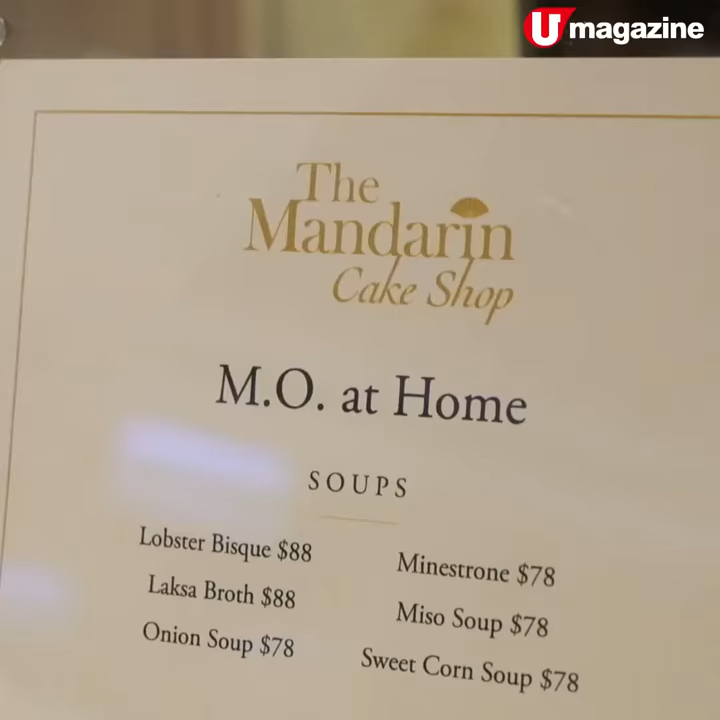 U magazine
The
Mandarin
Cake Shop
M.O. at Home
SOUPS
Lobster Bisque $88
Laksa Broth $88
Onion Soup $78
Minestrone $78
Miso Soup $78
Sweet Corn Soup $78